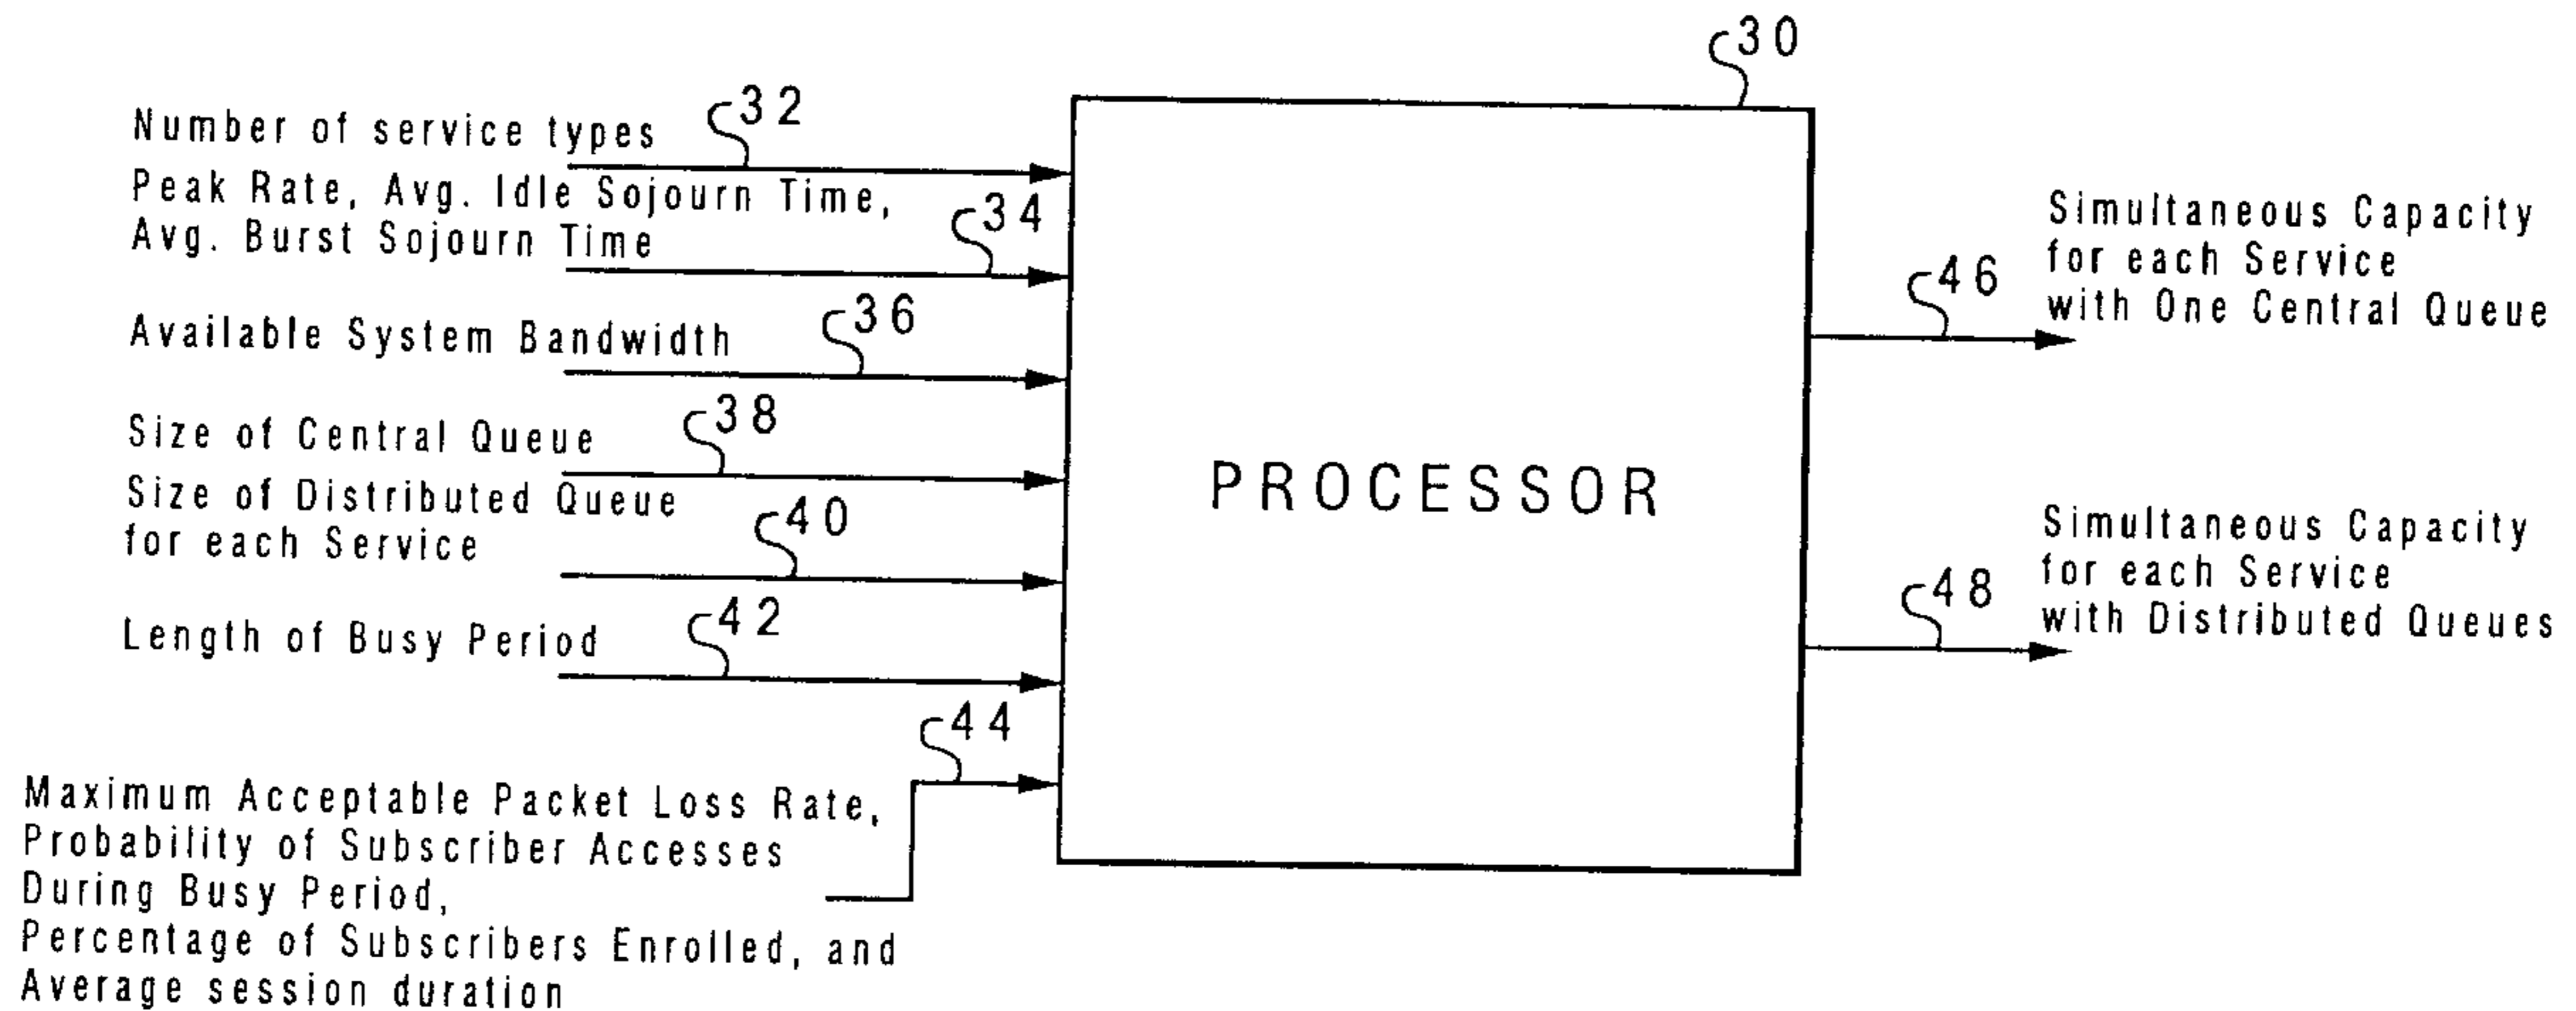 30
Number of service types
32
Peak Rate, Avg. Idle Sojourn Time,
Avg. Burst Sojourn Time
34
Available System Bandwidth
36
Size of Central Queue
38
Size of Distributed Queue
for each Service
40
Length of Busy Period
42
44
Maximum Acceptable Packet Loss Rate,
Probability of Subscriber Accesses
During Busy Period,
Percentage of Subscribers Enrolled, and
Average session duration
PROCESSOR
46
Simultaneous Capacity
for each Service
with One Central Queue
48
Simultaneous Capacity
for each Service
with Distributed Queues